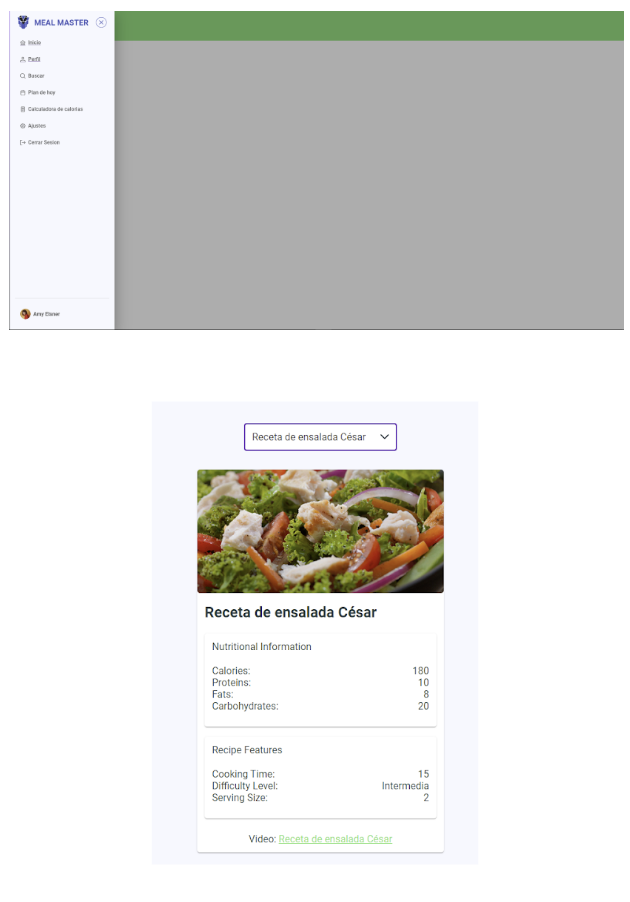 MEAL MASTER
Inicio
Perfil
Buscar
Plan de hoy
Calculadora de calorías
Ajustes
Cerrar Sesion
Amy Elsner
Receta de ensalada César
Receta de ensalada César
Nutritional Information
Calories: 180
Proteins: 10
Fats: 8
Carbohydrates: 20
Recipe Features
Cooking Time: 15
Difficulty Level: Intermedia
Serving Size: 2
Video: Receta de ensalada César